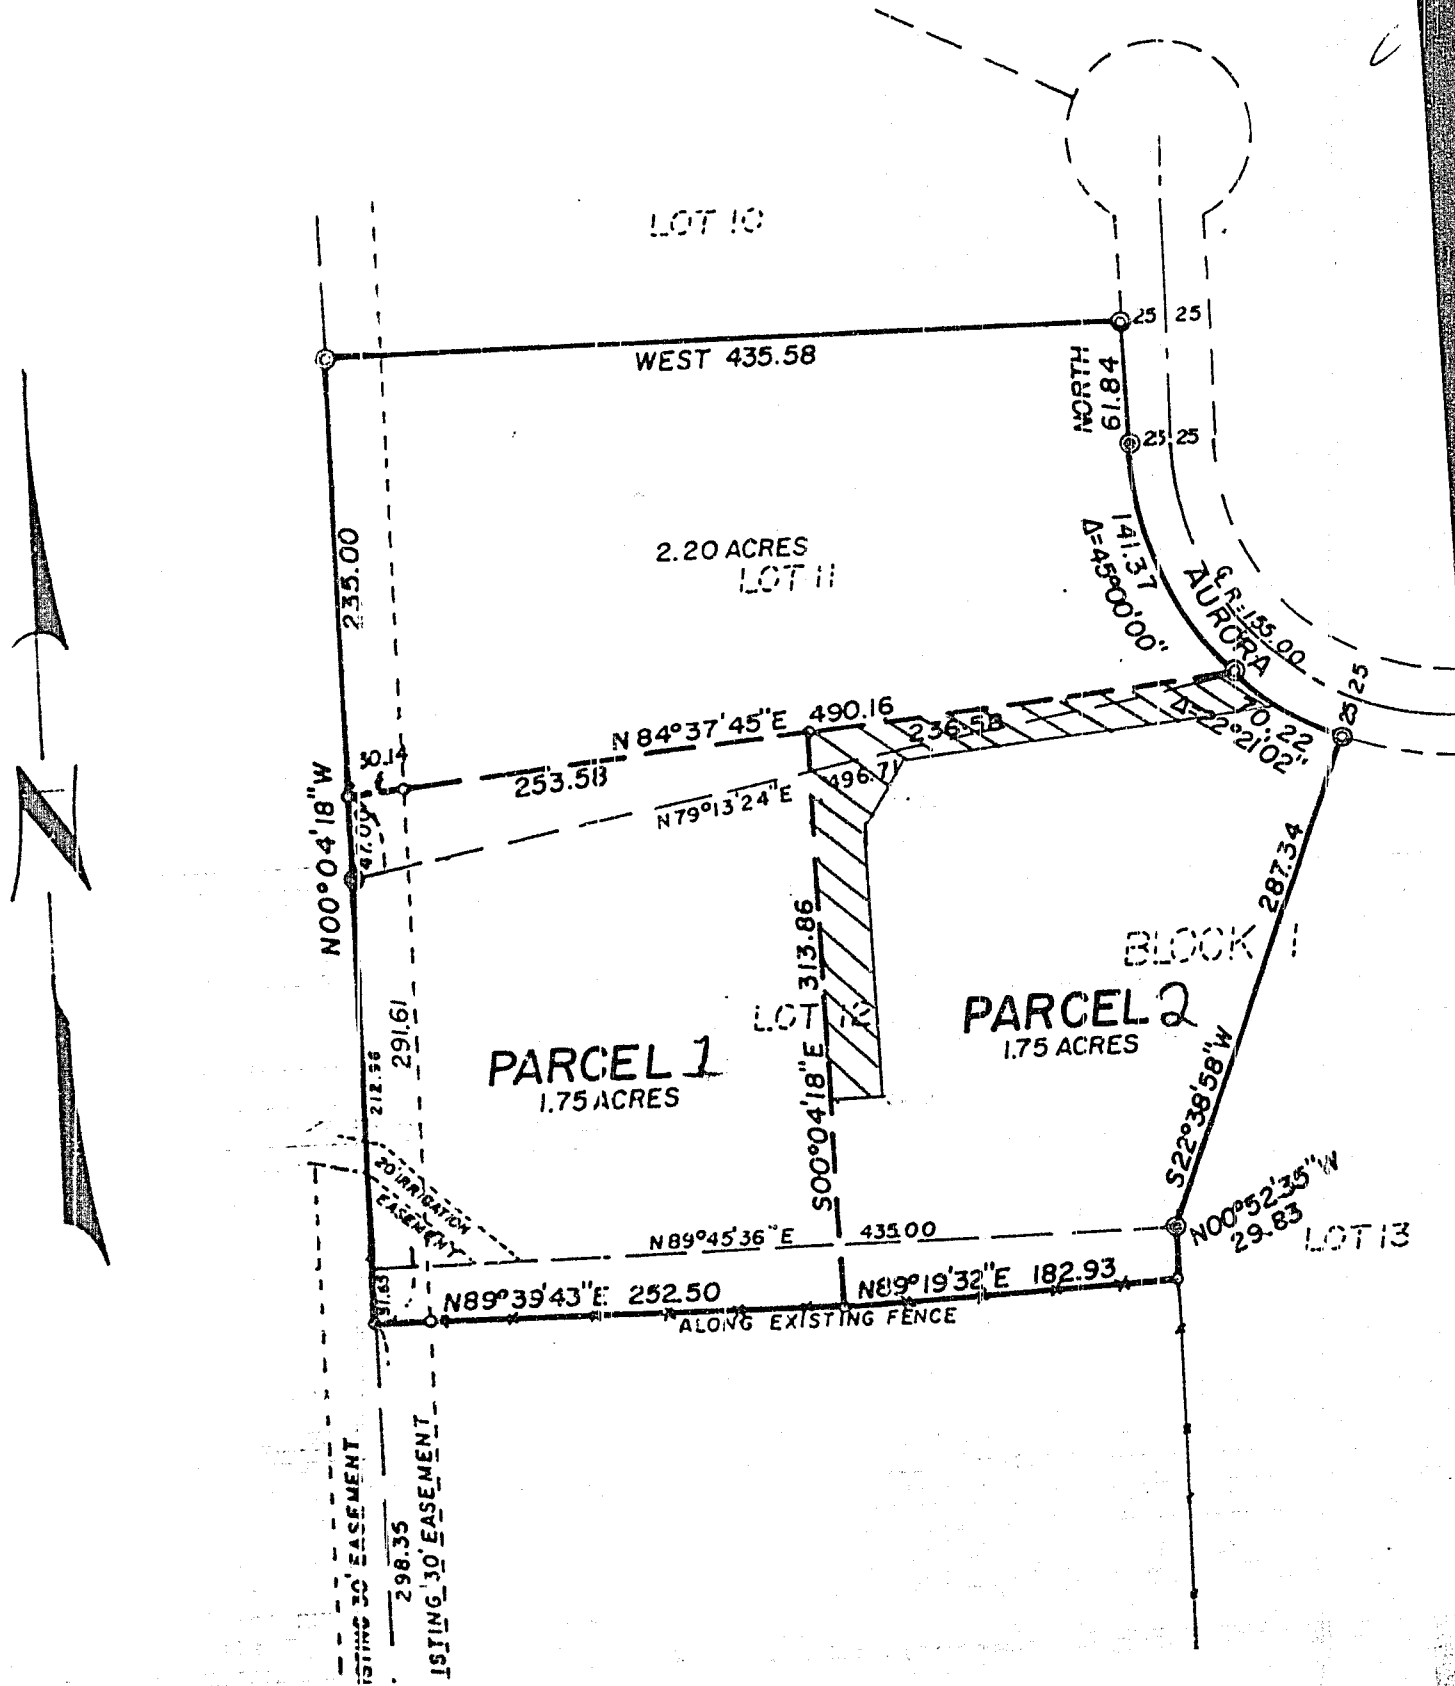 LOT 10
25 25
WEST 435.58
NORTH
61.84
25 25
235.00
2.20 ACRES
LOT 11
141.37
Δ=45°00'00"
℄ R=155.00
AURORA
25 25
N 84°37'45"E 490.16
236.58
70.22
Δ=22°21'02"
30.14
253.58
496.71
N79°13'24"E
N00°04'18"W
47.00
287.34
313.86
BLOCK 1
291.61
LOT 12
PARCEL 2
1.75 ACRES
PARCEL 1
1.75 ACRES
212.96
S00°04'18"E
S22°38'58"W
20' IRRIGATION
EASEMENT
N00°52'35"W
29.83
LOT 13
N89°45'36"E 435.00
31.63
N89°39'43"E 252.50
N89°19'32"E 182.93
ALONG EXISTING FENCE
ISTING 30' EASEMENT
298.35
ISTING 30' EASEMENT
N